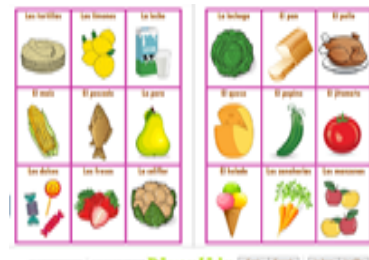 Las tortillas
Los limones
La leche
El maíz
El pescado
La pera
Los dulces
Las fresas
La coliflor
La lechuga
El pan
El pollo
El queso
El pepino
El jitomate
El helado
Las zanahorias
Las manzanas